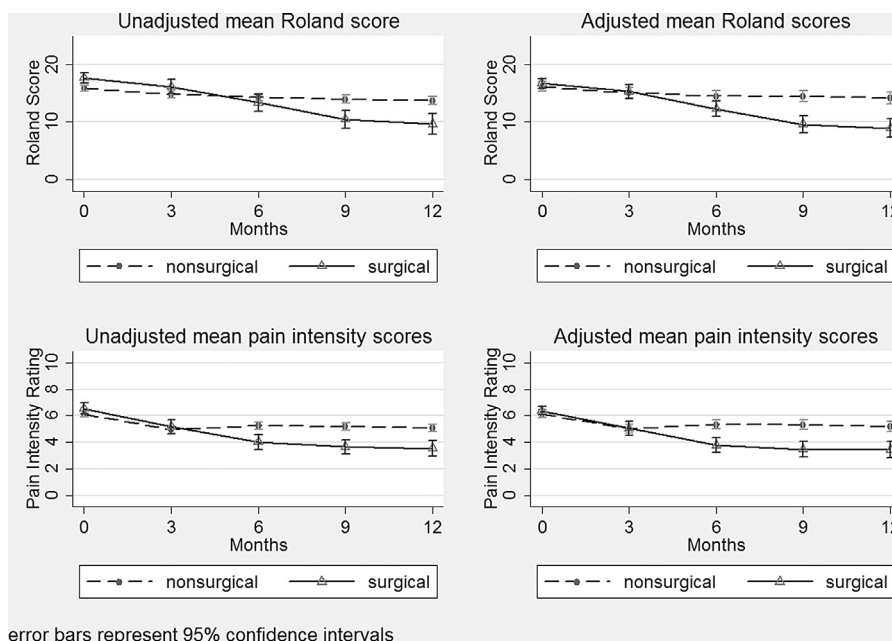 Unadjusted mean Roland score
Roland Score
0 10 20
0 3 6 9 12
Months
nonsurgical surgical
Adjusted mean Roland scores
Roland Score
0 10 20
0 3 6 9 12
Months
nonsurgical surgical
Unadjusted mean pain intensity scores
Pain Intensity Rating
0 2 4 6 8 10
0 3 6 9 12
Months
nonsurgical surgical
Adjusted mean pain intensity scores
Pain Intensity Rating
0 2 4 6 8 10
0 3 6 9 12
Months
nonsurgical surgical
error bars represent 95% confidence intervals